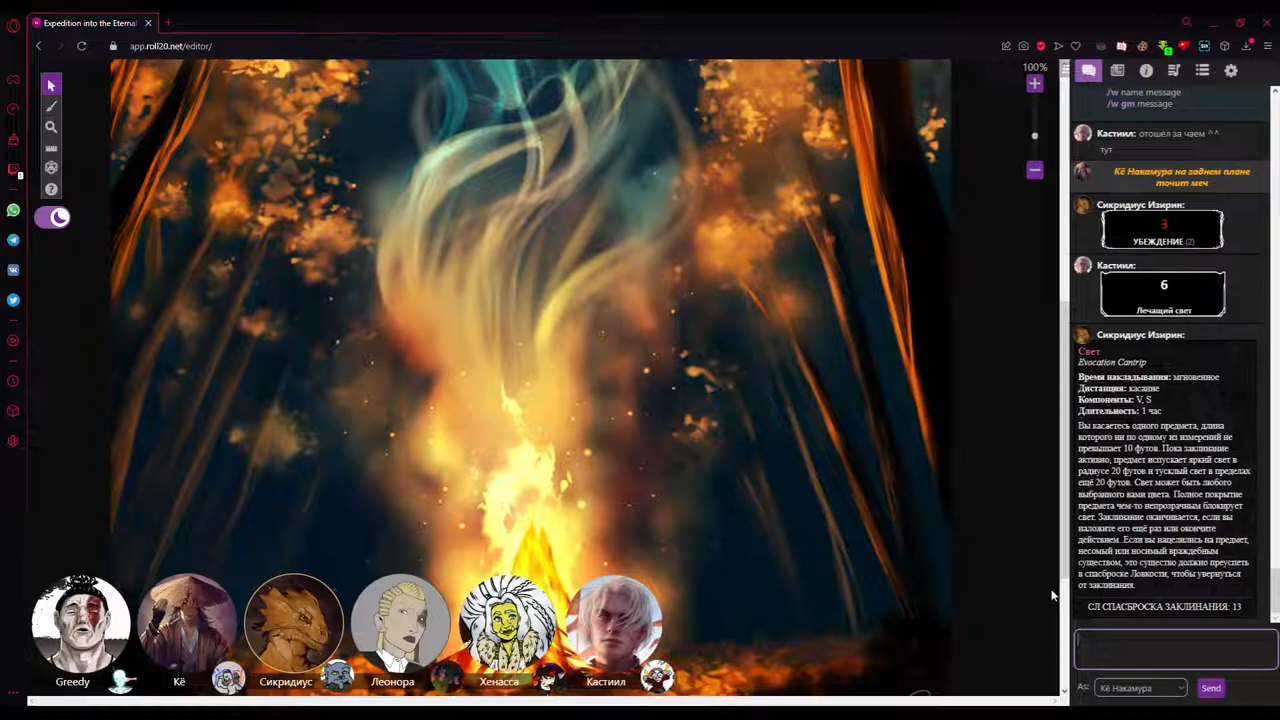 Expedition into the Eternal
app.roll20.net/editor/
100%
/w name message
/w gm message
Кастиил: отошел за чаем ^^
тут
Кё Накамура на заднем плане
точит меч
Сикридиус Изирин:
3
УБЕЖДЕНИЕ (2)
Кастиил:
6
Лечащий свет
Сикридиус Изирин:
Свет
Evocation Cantrip
Время накладывания: мгновенное
Дистанция: касание
Компоненты: V, S
Длительность: 1 час
Вы касаетесь одного предмета, длина
которого ни по одному из измерений не
превышает 10 футов. Пока заклинание
активно, предмет испускает яркий свет в
радиусе 20 футов и тусклый свет в пределах
ещё 20 футов. Свет может быть любого
выбранного вами цвета. Полное покрытие
предмета чем-то непрозрачным блокирует
свет. Заклинание оканчивается, если вы
наложите его ещё раз или окончите
действием. Если вы нацелились на предмет,
несомый или носимый враждебным
существом, это существо должно преуспеть
в спасброске Ловкости, чтобы увернуться
от заклинания.
СЛ СПАСБРОСКА ЗАКЛИНАНИЯ: 13
Greedy
Кё
Сикридиус
Леонора
Хенасса
Кастиил
As:
Кё Накамура
Send